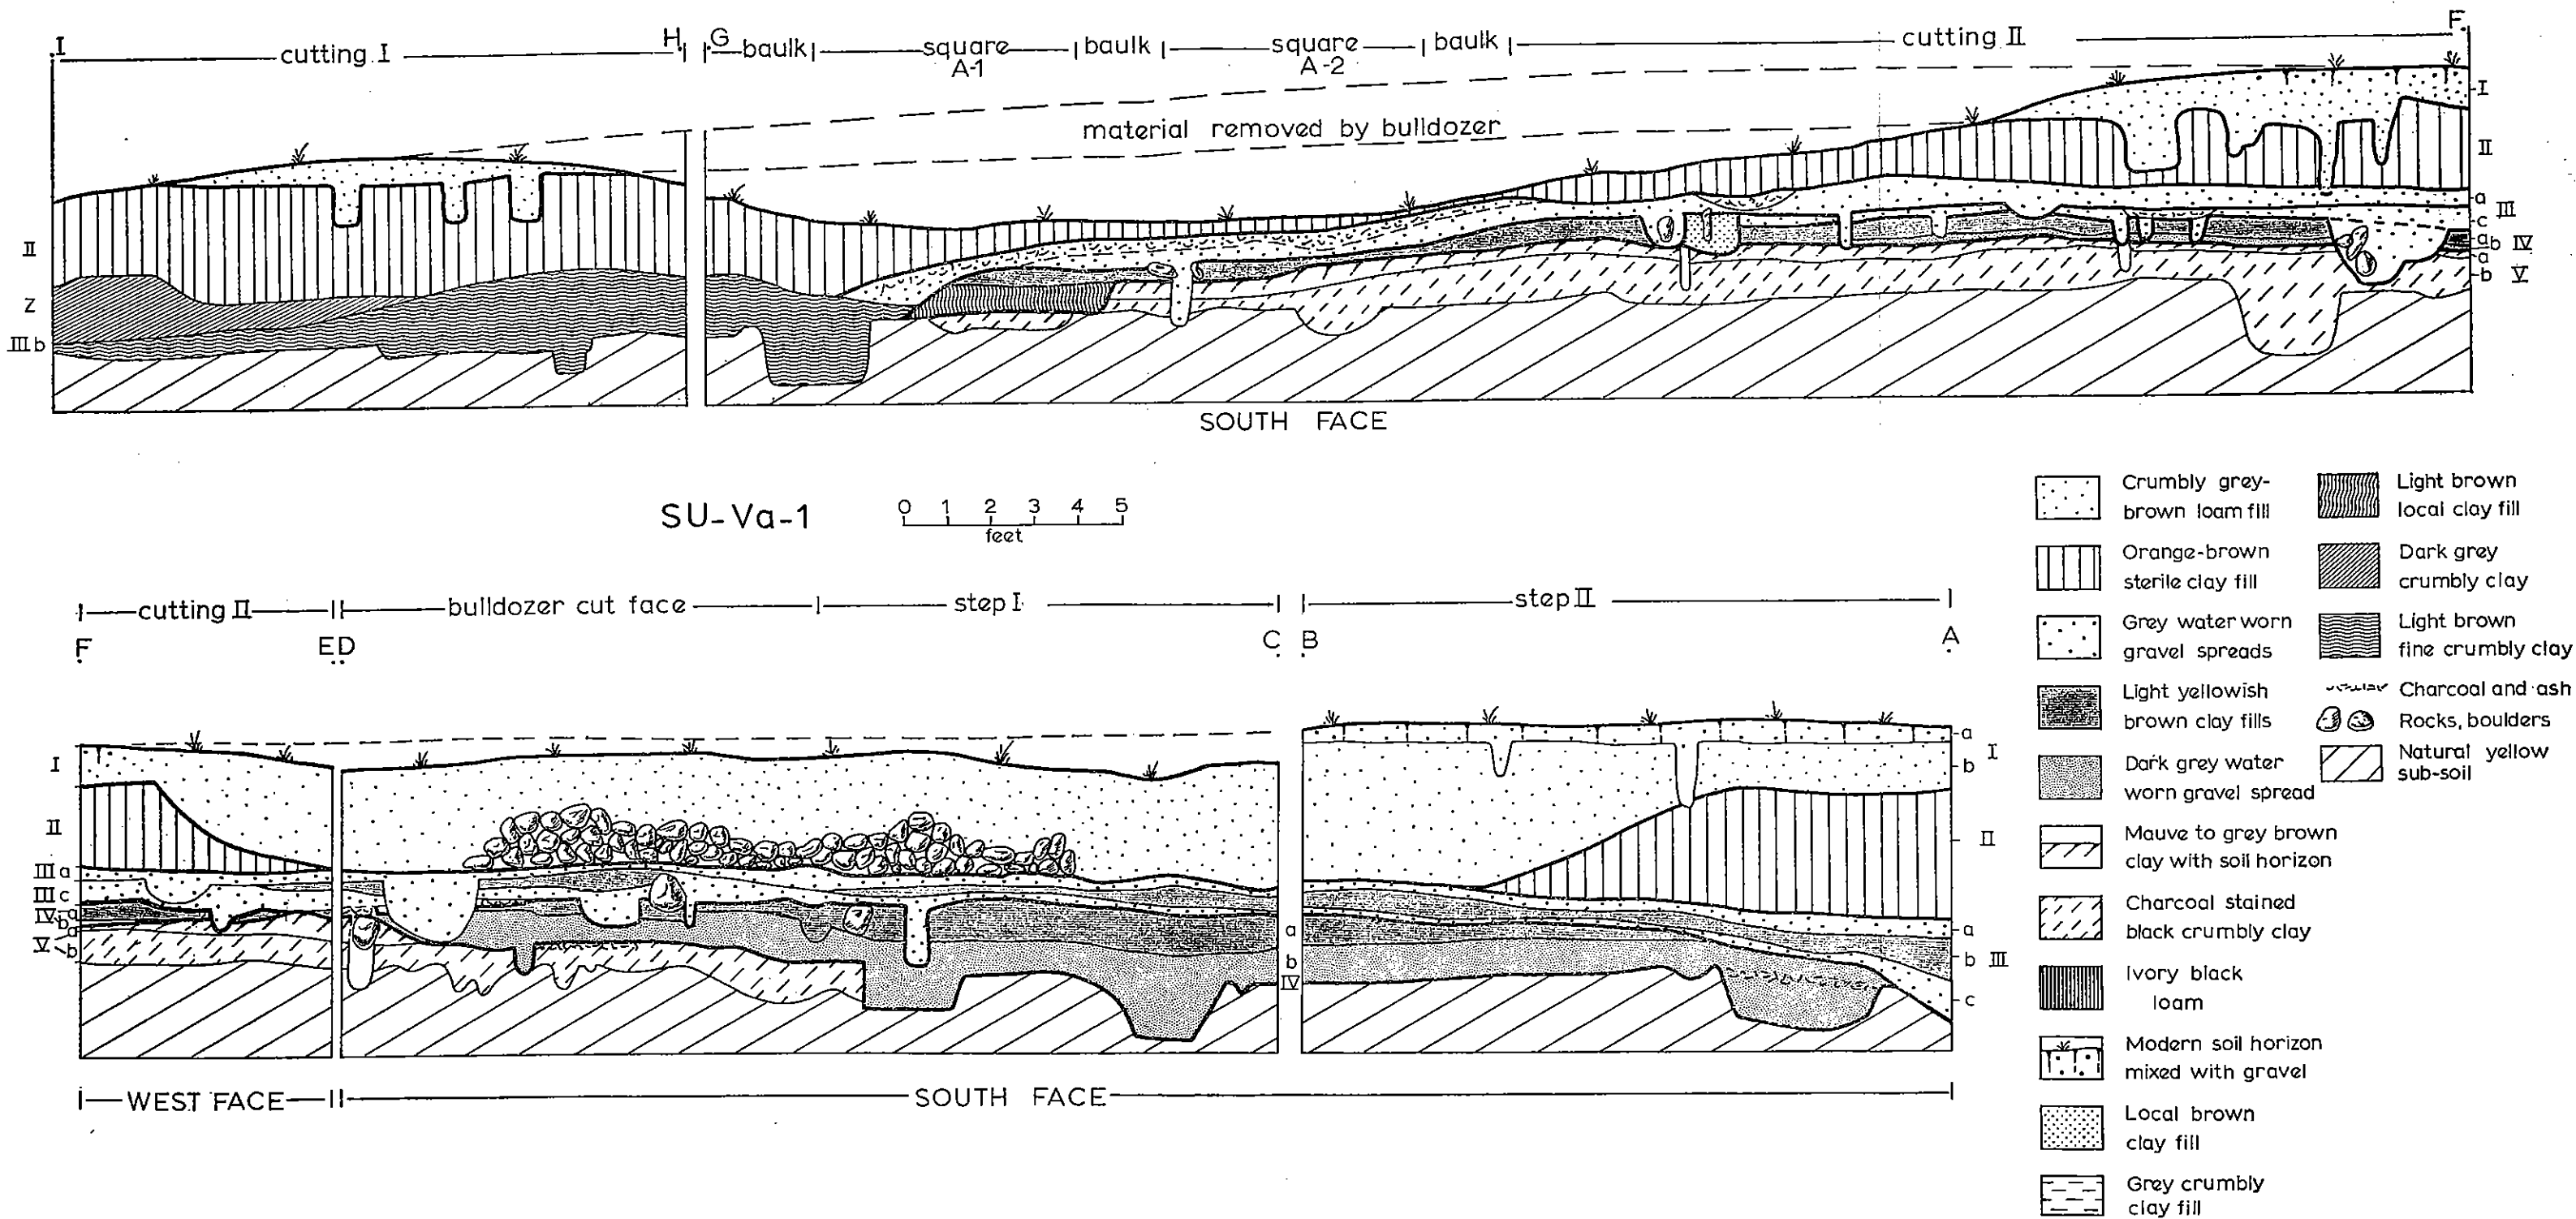 I cutting I H G baulk square A-1 baulk square A-2 baulk cutting II F
material removed by bulldozer
I
II
a
III
c
a b IV
a
b V
II
Z
III b
SOUTH FACE
SU-Va-1
0 1 2 3 4 5
feet
cutting II bulldozer cut face step I step II
F E D C B A
I
II
III a
III c
IV a
b
a
V b
a
b
IV
a
I
b
II
a
b III
c
WEST FACE SOUTH FACE
Crumbly grey-
brown loam fill
Orange-brown
sterile clay fill
Grey water worn
gravel spreads
Light yellowish
brown clay fills
Dark grey water
worn gravel spread
Mauve to grey brown
clay with soil horizon
Charcoal stained
black crumbly clay
Ivory black
loam
Modern soil horizon
mixed with gravel
Local brown
clay fill
Grey crumbly
clay fill
Light brown
local clay fill
Dark grey
crumbly clay
Light brown
fine crumbly clay
Charcoal and ash
Rocks, boulders
Natural yellow
sub-soil